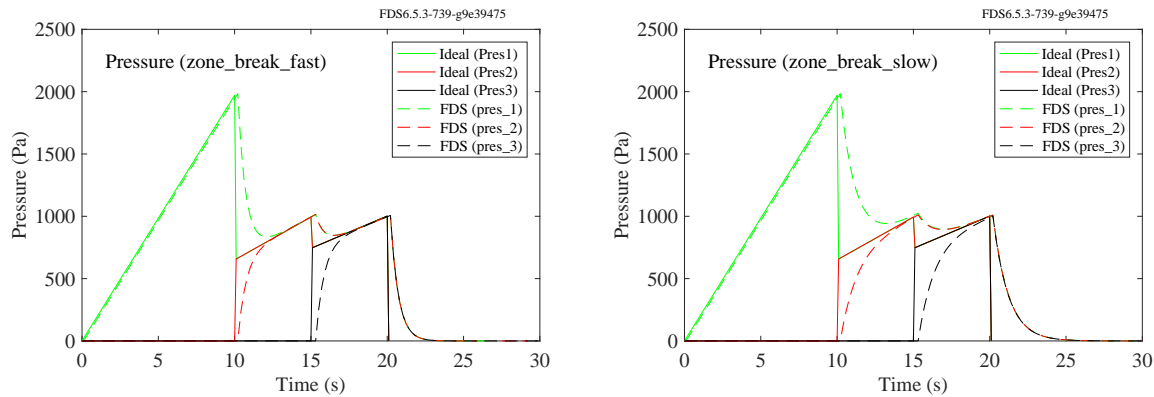 FDS6.5.3-739-g9e39475
Pressure (zone_break_fast)
Ideal (Pres1)
Ideal (Pres2)
Ideal (Pres3)
FDS (pres_1)
FDS (pres_2)
FDS (pres_3)
2500
2000
1500
1000
500
0
Pressure (Pa)
0 5 10 15 20 25 30
Time (s)
FDS6.5.3-739-g9e39475
Pressure (zone_break_slow)
Ideal (Pres1)
Ideal (Pres2)
Ideal (Pres3)
FDS (pres_1)
FDS (pres_2)
FDS (pres_3)
2500
2000
1500
1000
500
0
Pressure (Pa)
0 5 10 15 20 25 30
Time (s)